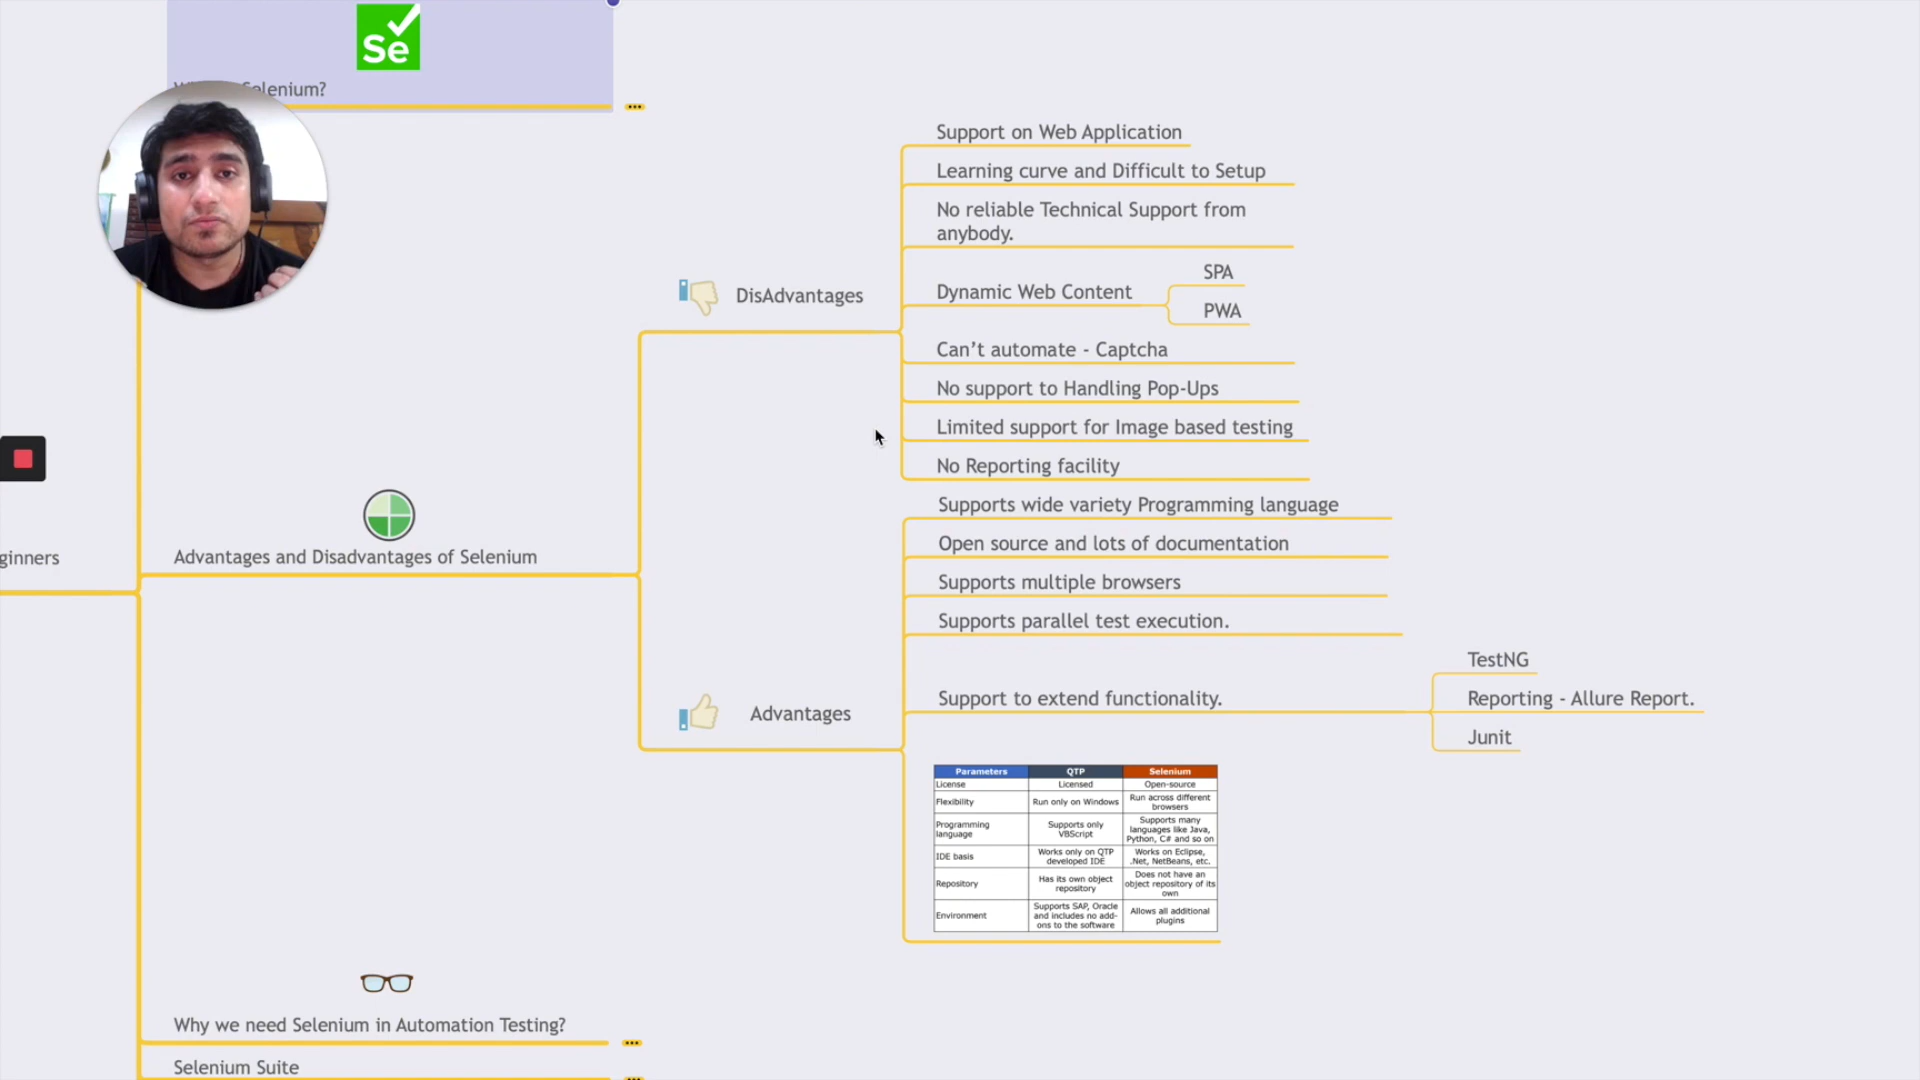 Se
Selenium?
Support on Web Application
Learning curve and Difficult to Setup
No reliable Technical Support from
anybody.
DisAdvantages
Dynamic Web Content
SPA
PWA
Can’t automate - Captcha
No support to Handling Pop-Ups
Limited support for Image based testing
No Reporting facility
ginners
Advantages and Disadvantages of Selenium
Supports wide variety Programming language
Open source and lots of documentation
Supports multiple browsers
Supports parallel test execution.
Advantages
Support to extend functionality.
TestNG
Reporting - Allure Report.
Junit
Parameters QTP Selenium
License Licensed Open-source
Flexibility Run only on Windows Run across different
browsers
Programming
language Supports only
VBScript Supports many
languages like Java,
Python, C# and so on
IDE basis Works only on QTP
developed IDE Works on Eclipse,
.Net, NetBeans, etc.
Repository Has its own object
repository Does not have an
object repository of its
own
Environment Supports SAP, Oracle
and includes no add-
ons to the software Allows all additional
plugins
Why we need Selenium in Automation Testing?
Selenium Suite